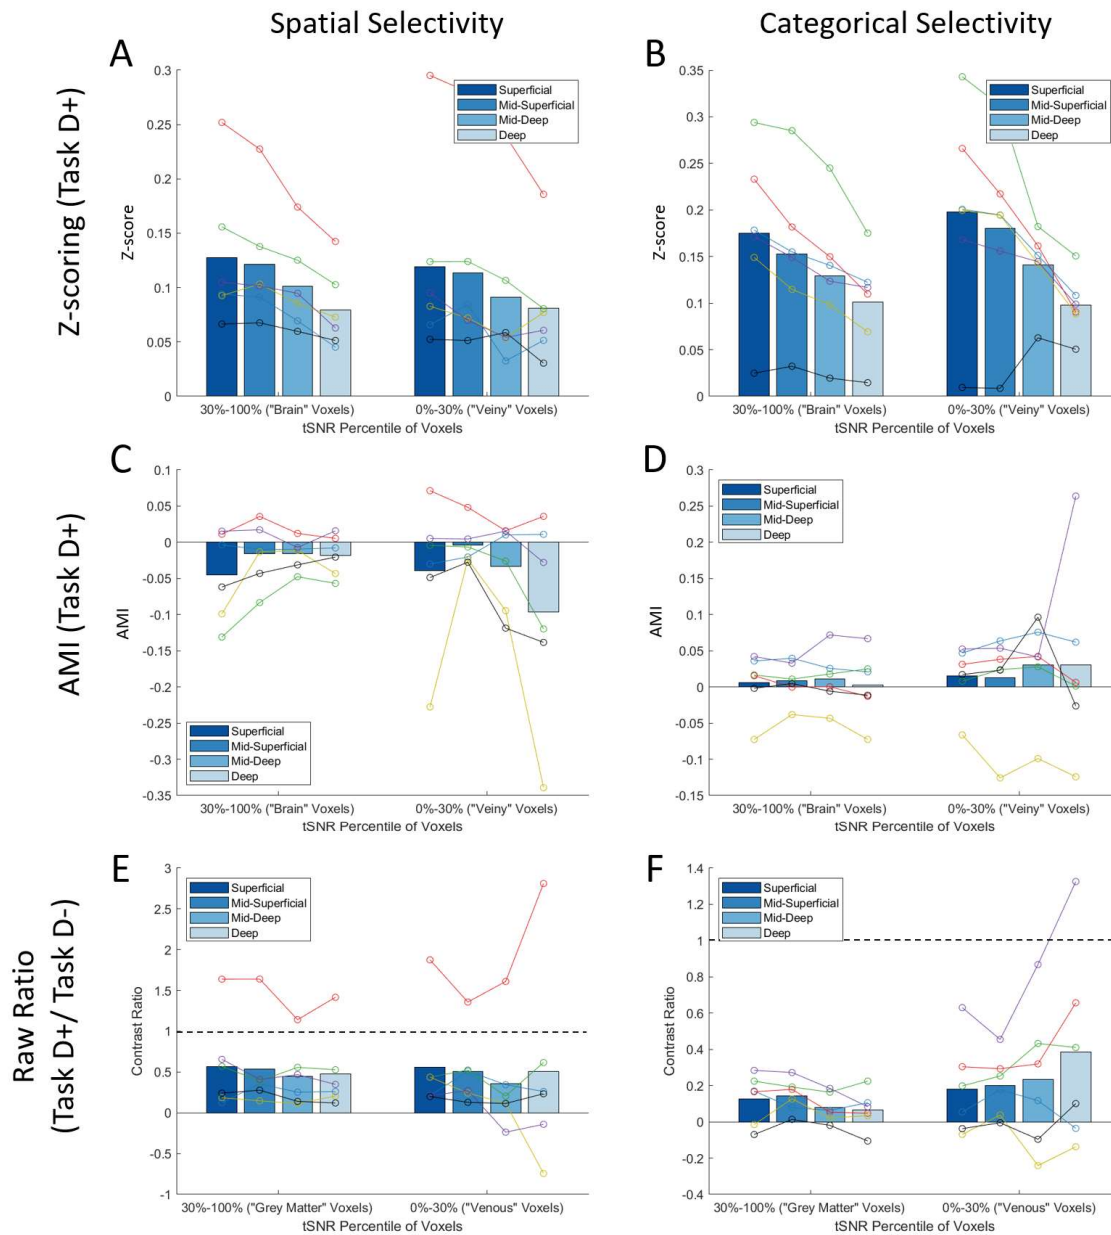 Spatial Selectivity
Categorical Selectivity
Z-scoring (Task D+)
A
0.3
0.25
0.2
0.15
0.1
0.05
0
Z-score
Superficial
Mid-Superficial
Mid-Deep
Deep
30%-100% ("Brain" Voxels)
0%-30% ("Veiny" Voxels)
tSNR Percentile of Voxels
B
0.35
0.3
0.25
0.2
0.15
0.1
0.05
0
Z-score
Superficial
Mid-Superficial
Mid-Deep
Deep
30%-100% ("Brain" Voxels)
0%-30% ("Veiny" Voxels)
tSNR Percentile of Voxels
AMI (Task D+)
C
0.1
0.05
0
-0.05
-0.1
-0.15
-0.2
-0.25
-0.3
-0.35
AMI
Superficial
Mid-Superficial
Mid-Deep
Deep
30%-100% ("Brain" Voxels)
0%-30% ("Veiny" Voxels)
tSNR Percentile of Voxels
D
0.3
0.25
0.2
0.15
0.1
0.05
0
-0.05
-0.1
-0.15
AMI
Superficial
Mid-Superficial
Mid-Deep
Deep
30%-100% ("Brain" Voxels)
0%-30% ("Veiny" Voxels)
tSNR Percentile of Voxels
Raw Ratio
(Task D+/ Task D-)
E
3
2.5
2
1.5
1
0.5
0
-0.5
-1
Contrast Ratio
Superficial
Mid-Superficial
Mid-Deep
Deep
30%-100% ("Grey Matter" Voxels)
0%-30% ("Venous" Voxels)
tSNR Percentile of Voxels
F
1.4
1.2
1
0.8
0.6
0.4
0.2
0
-0.2
-0.4
Contrast Ratio
Superficial
Mid-Superficial
Mid-Deep
Deep
30%-100% ("Grey Matter" Voxels)
0%-30% ("Venous" Voxels)
tSNR Percentile of Voxels